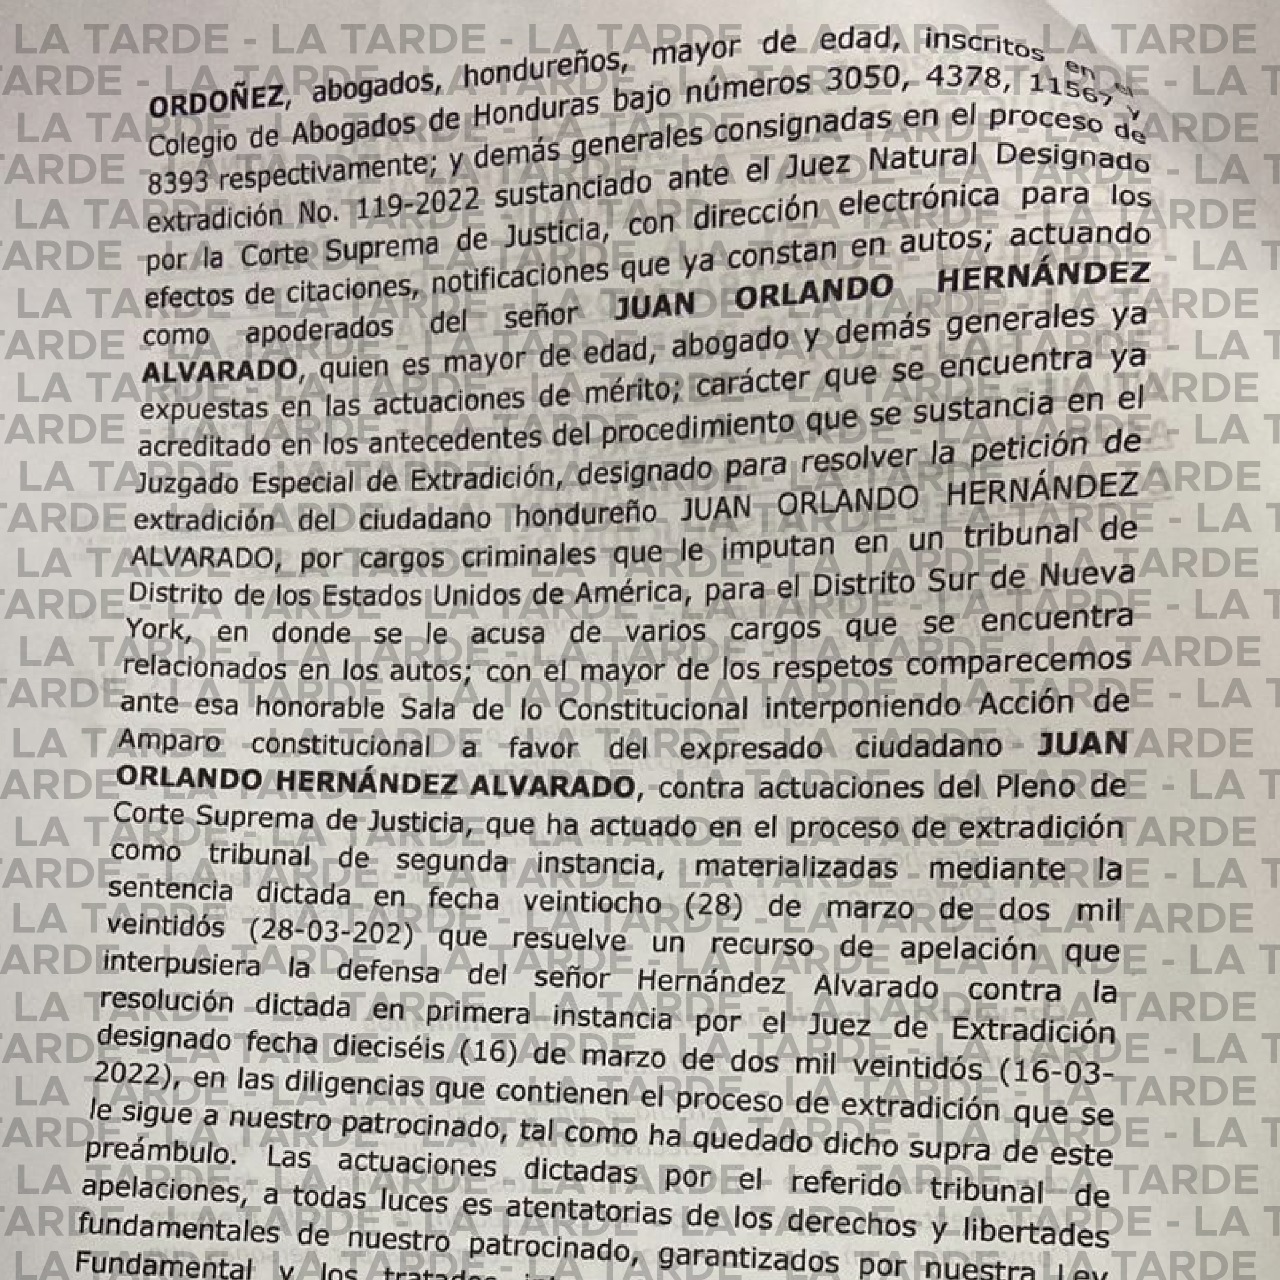 ORDOÑEZ, abogados, hondureños, mayor de edad, inscritos en el
Colegio de Abogados de Honduras bajo números 3050, 4378, 11567 y
8393 respectivamente; y demás generales consignadas en el proceso de
extradición No. 119-2022 sustanciado ante el Juez Natural Designado
por la Corte Suprema de Justicia, con dirección electrónica para los
efectos de citaciones, notificaciones que ya constan en autos; actuando
como apoderados del señor JUAN ORLANDO HERNÁNDEZ
ALVARADO, quien es mayor de edad, abogado y demás generales ya
expuestas en las actuaciones de mérito; carácter que se encuentra ya
acreditado en los antecedentes del procedimiento que se sustancia en el
Juzgado Especial de Extradición, designado para resolver la petición de
extradición del ciudadano hondureño JUAN ORLANDO HERNÁNDEZ
ALVARADO, por cargos criminales que le imputan en un tribunal de
Distrito de los Estados Unidos de América, para el Distrito Sur de Nueva
York, en donde se le acusa de varios cargos que se encuentra
relacionados en los autos; con el mayor de los respetos comparecemos
ante esa honorable Sala de lo Constitucional interponiendo Acción de
Amparo constitucional a favor del expresado ciudadano JUAN
ORLANDO HERNÁNDEZ ALVARADO, contra actuaciones del Pleno de
Corte Suprema de Justicia, que ha actuado en el proceso de extradición
como tribunal de segunda instancia, materializadas mediante la
sentencia dictada en fecha veintiocho (28) de marzo de dos mil
veintidós (28-03-202) que resuelve un recurso de apelación que
interpusiera la defensa del señor Hernández Alvarado contra la
resolución dictada en primera instancia por el Juez de Extradición
designado fecha dieciséis (16) de marzo de dos mil veintidós (16-03-
2022), en las diligencias que contienen el proceso de extradición que se
le sigue a nuestro patrocinado, tal como ha quedado dicho supra de este
preámbulo. Las actuaciones dictadas por el referido tribunal de
apelaciones, a todas luces es atentatorias de los derechos y libertades
fundamentales de nuestro patrocinado, garantizados por nuestra Ley
Fundamental y los tratados